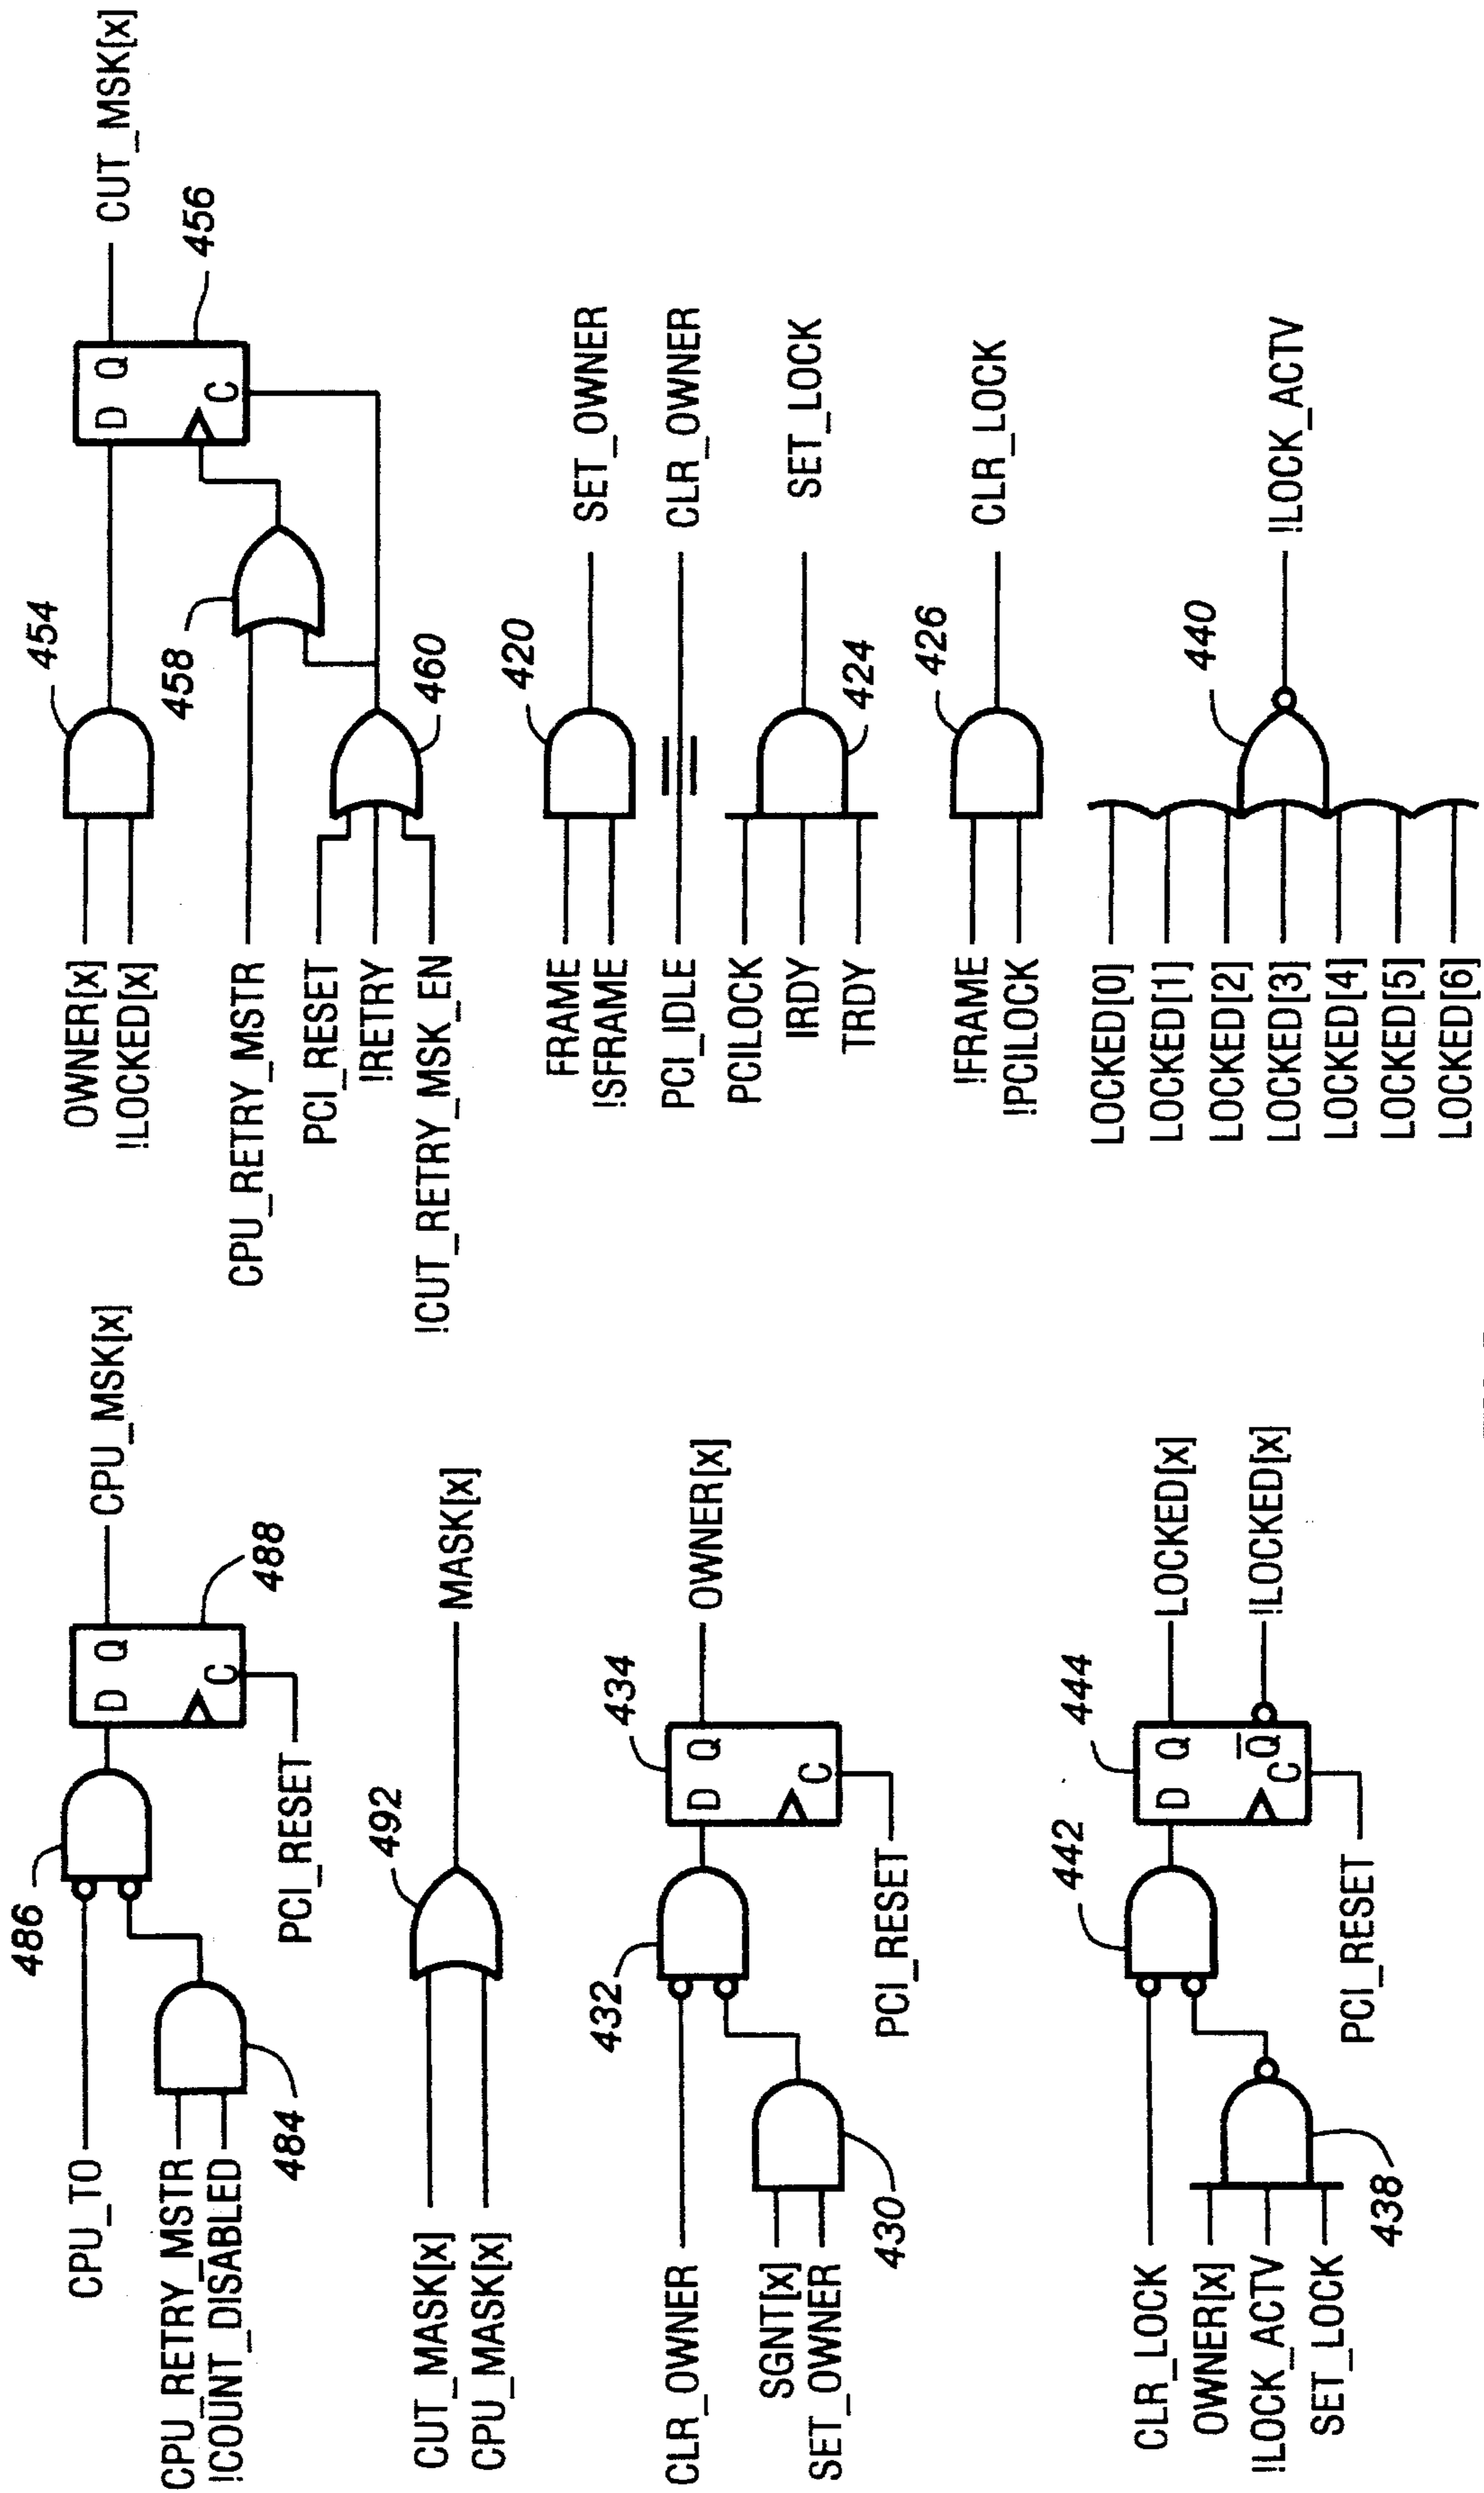 CPU_TO
CPU_RETRY_MSTR
!COUNT_DISABLED
484
486
D Q
C
488
PCI_RESET
CPU_MSK[x]
CUT_MASK[x]
CPU_MASK[x]
492
MASK[x]
CLR_OWNER
SGNT[x]
SET_OWNER
430
432
434
D Q
C
PCI_RESET
OWNER[x]
CLR_LOCK
OWNER[x]
!LOCK_ACTV
SET_LOCK
438
442
444
D Q
Q
C
PCI_RESET
LOCKED[x]
!LOCKED[x]
OWNER[x]
!LOCKED[x]
454
CPU_RETRY_MSTR
458
PCI_RESET
!RETRY
!CUT_RETRY_MSK_EN
460
D Q
C
456
CUT_MSK[x]
FRAME
!SFRAME
420
SET_OWNER
PCI_IDLE
CLR_OWNER
PCILOCK
IRDY
TRDY
424
SET_LOCK
!FRAME
!PCILOCK
426
CLR_LOCK
LOCKED[0]
LOCKED[1]
LOCKED[2]
LOCKED[3]
LOCKED[4]
LOCKED[5]
LOCKED[6]
440
!LOCK_ACTV